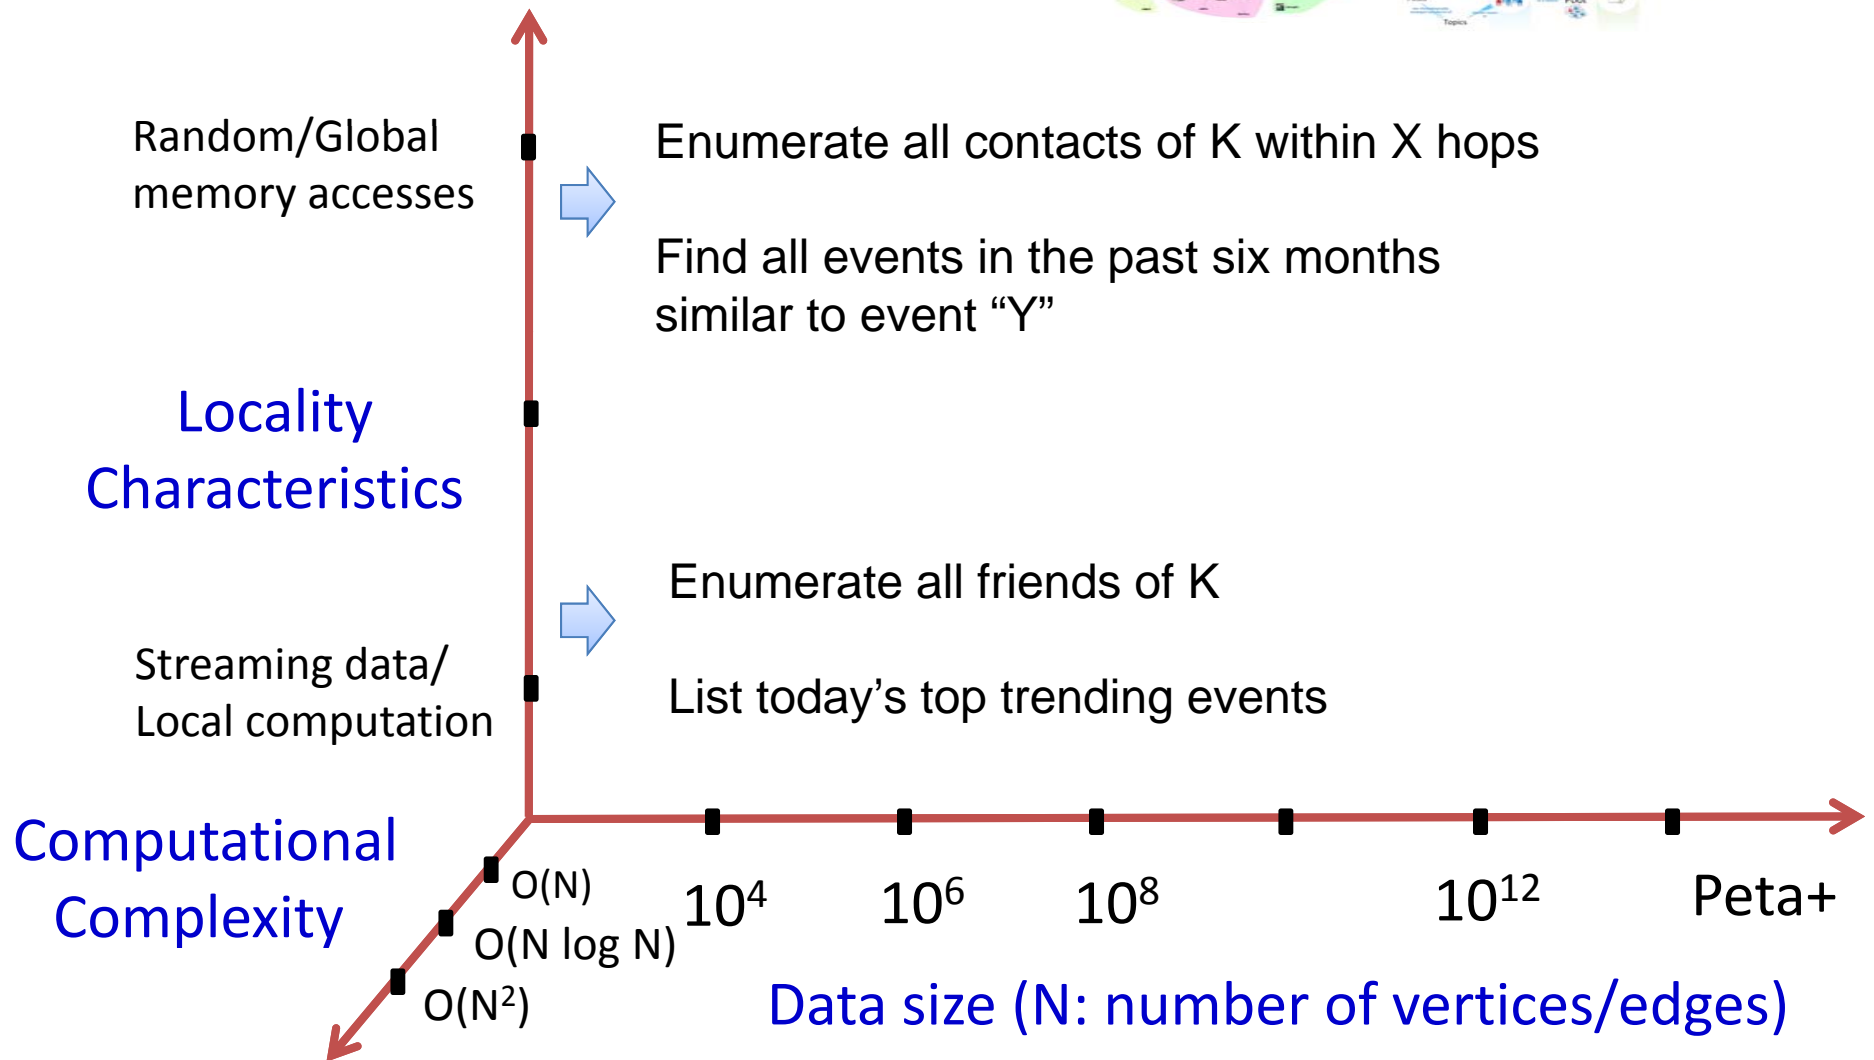 Topics
Random/Global
memory accesses
Enumerate all contacts of K within X hops
Find all events in the past six months
similar to event “Y”
Locality
Characteristics
Enumerate all friends of K
Streaming data/
Local computation
List today’s top trending events
Computational
Complexity
O(N)
O(N log N)
O(N²)
10⁴
10⁶
10⁸
10¹²
Peta+
Data size (N: number of vertices/edges)